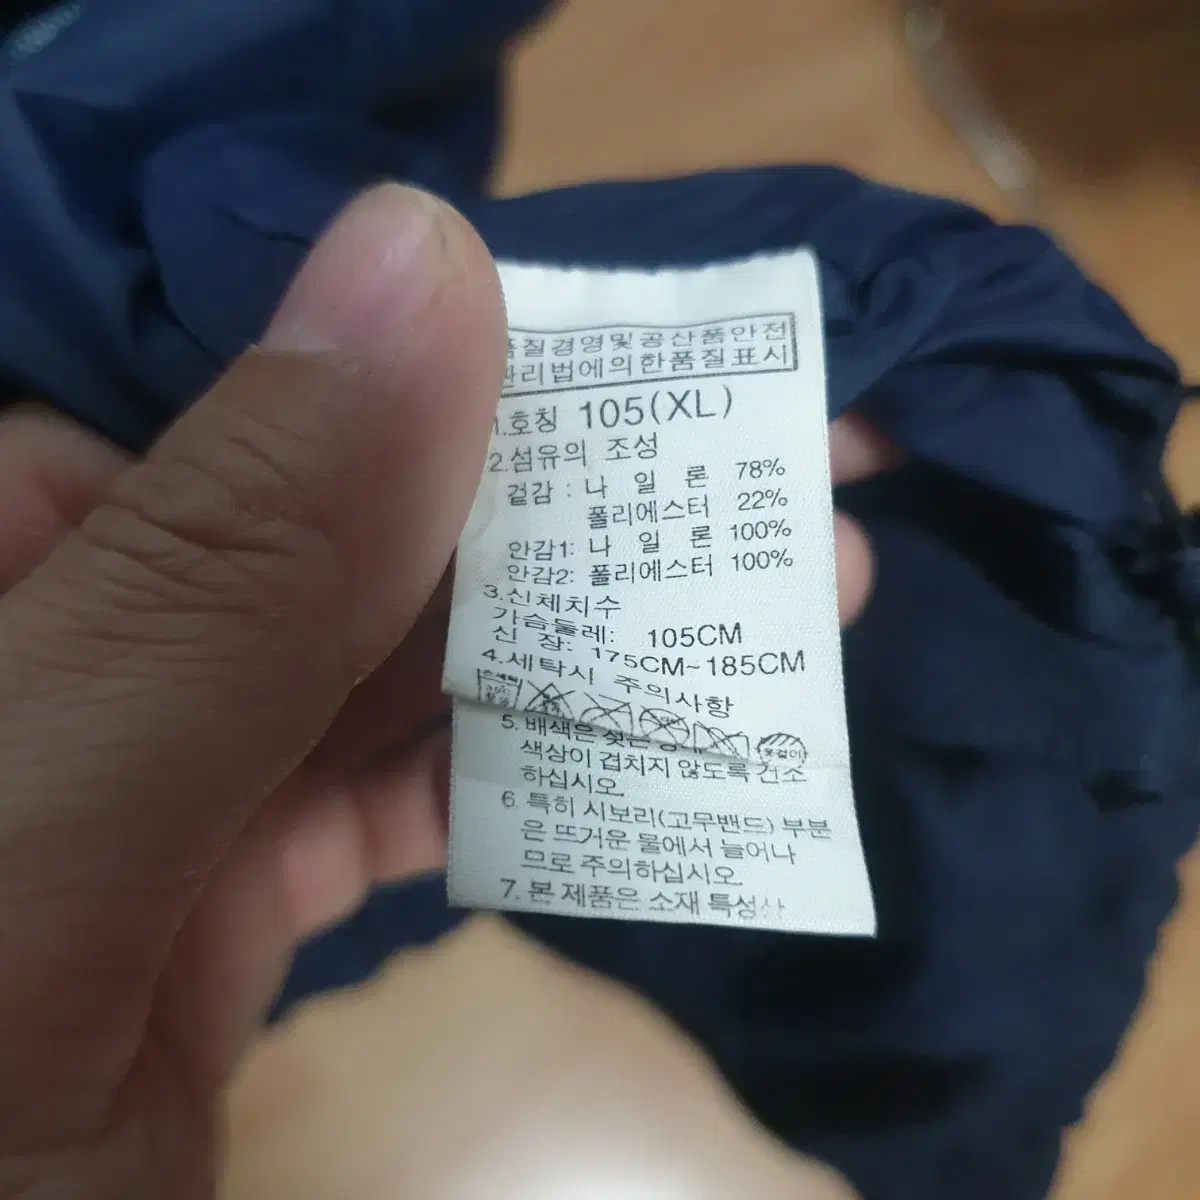 품질경영및공산품안전
관리법에의한품질표시
1.호칭 105(XL)
2.섬유의 조성
겉감 : 나 일 론 78%
폴리에스터 22%
안감1: 나 일 론 100%
안감2: 폴리에스터 100%
3.신체치수
가슴둘레: 105CM
신 장: 175CM~185CM
4.세탁시 주의사항
옷걸이
5. 배색은 젖은
색상이 겹치지 않도록 건조
하십시오.
6. 특히 시보리(고무밴드) 부분
은 뜨거운 물에서 늘어나
므로 주의하십시오.
7. 본 제품은 소재 특성상